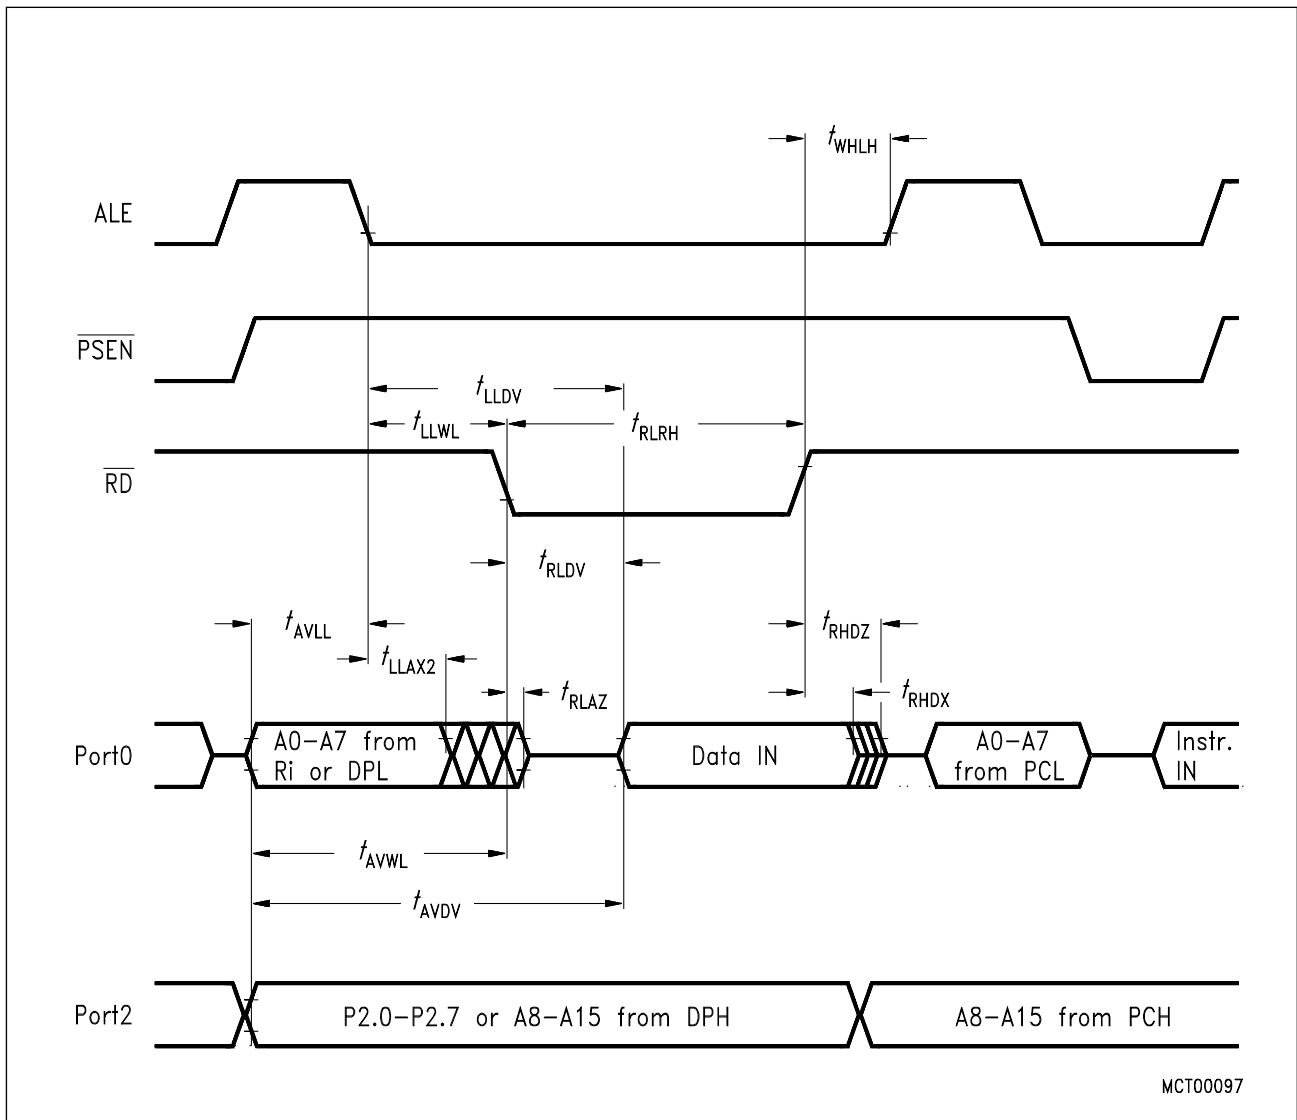 tWHLH
ALE
PSEN
tLLDV
tLLWL
tRLRH
RD
tRLDV
tAVLL
tRHDZ
tLLAX2
tRLAZ
tRHDX
Port0
A0-A7 from
Ri or DPL
Data IN
A0-A7
from PCL
Instr.
IN
tAVWL
tAVDV
Port2
P2.0-P2.7 or A8-A15 from DPH
A8-A15 from PCH
MCT00097